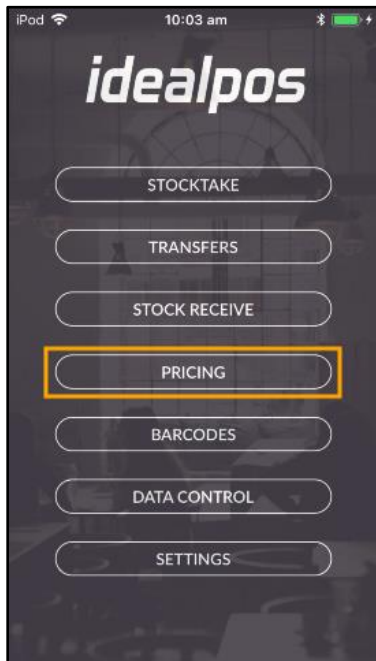 iPod 10:03 am
idealpos
STOCKTAKE
TRANSFERS
STOCK RECEIVE
PRICING
BARCODES
DATA CONTROL
SETTINGS